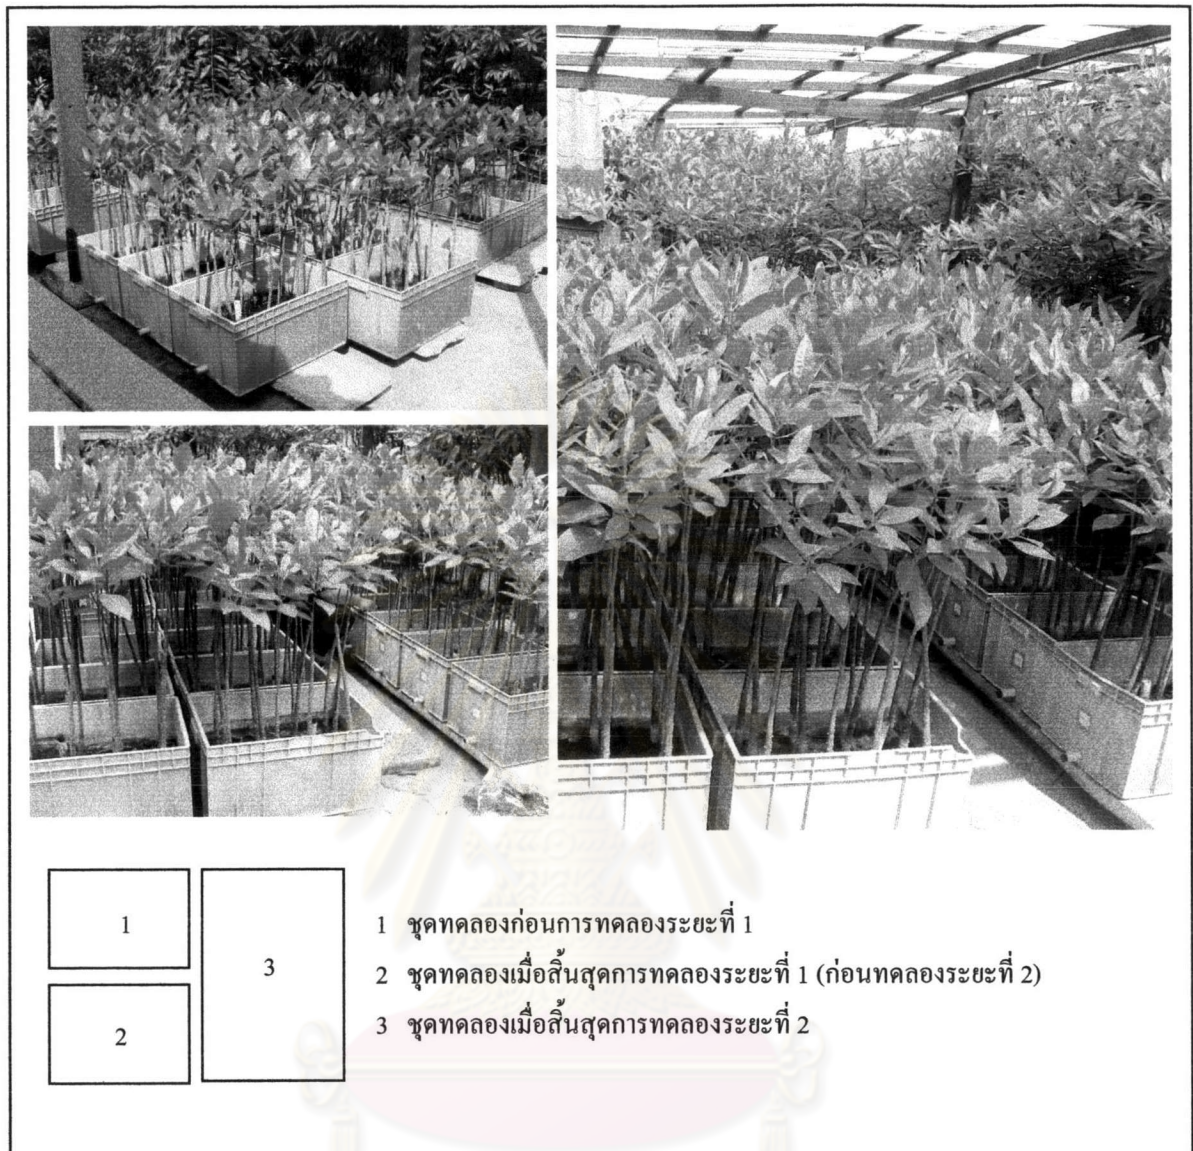 1
2
3
1 ชุดทดลองก่อนการทดลองระยะที่ 1
2 ชุดทดลองเมื่อสิ้นสุดการทดลองระยะที่ 1 (ก่อนทดลองระยะที่ 2)
3 ชุดทดลองเมื่อสิ้นสุดการทดลองระยะที่ 2